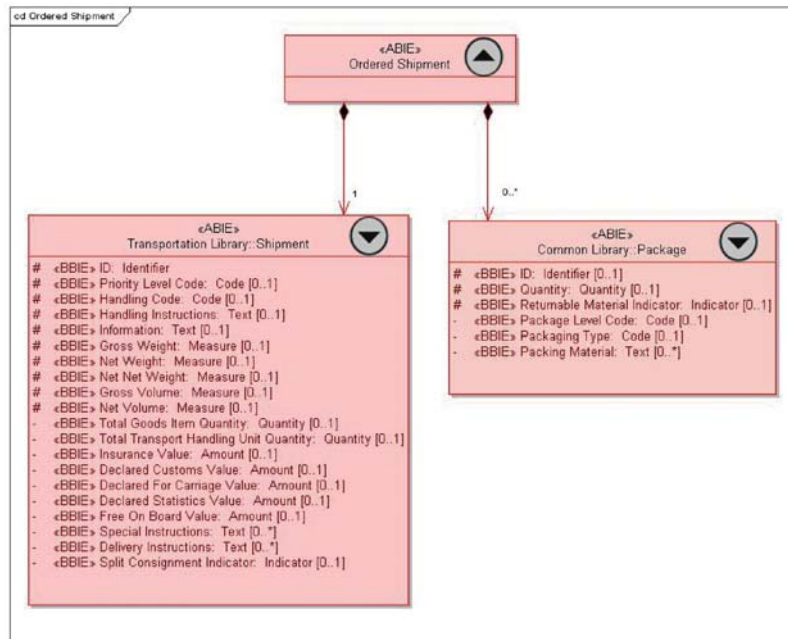 cd Ordered Shipment
«ABIE»
Ordered Shipment
1
0..*
«ABIE»
Transportation Library::Shipment
# «BBIE» ID: Identifier
# «BBIE» Priority Level Code: Code [0..1]
# «BBIE» Handling Code: Code [0..1]
# «BBIE» Handling Instructions: Text [0..1]
# «BBIE» Information: Text [0..1]
# «BBIE» Gross Weight: Measure [0..1]
# «BBIE» Net Weight: Measure [0..1]
# «BBIE» Net Net Weight: Measure [0..1]
# «BBIE» Gross Volume: Measure [0..1]
# «BBIE» Net Volume: Measure [0..1]
- «BBIE» Total Goods Item Quantity: Quantity [0..1]
- «BBIE» Total Transport Handling Unit Quantity: Quantity [0..1]
- «BBIE» Insurance Value: Amount [0..1]
- «BBIE» Declared Customs Value: Amount [0..1]
- «BBIE» Declared For Carriage Value: Amount [0..1]
- «BBIE» Declared Statistics Value: Amount [0..1]
- «BBIE» Free On Board Value: Amount [0..1]
- «BBIE» Special Instructions: Text [0..*]
- «BBIE» Delivery Instructions: Text [0..*]
- «BBIE» Split Consignment Indicator: Indicator [0..1]
«ABIE»
Common Library::Package
# «BBIE» ID: Identifier [0..1]
# «BBIE» Quantity: Quantity [0..1]
# «BBIE» Returnable Material Indicator: Indicator [0..1]
- «BBIE» Package Level Code: Code [0..1]
- «BBIE» Packaging Type: Code [0..1]
- «BBIE» Packing Material: Text [0..*]